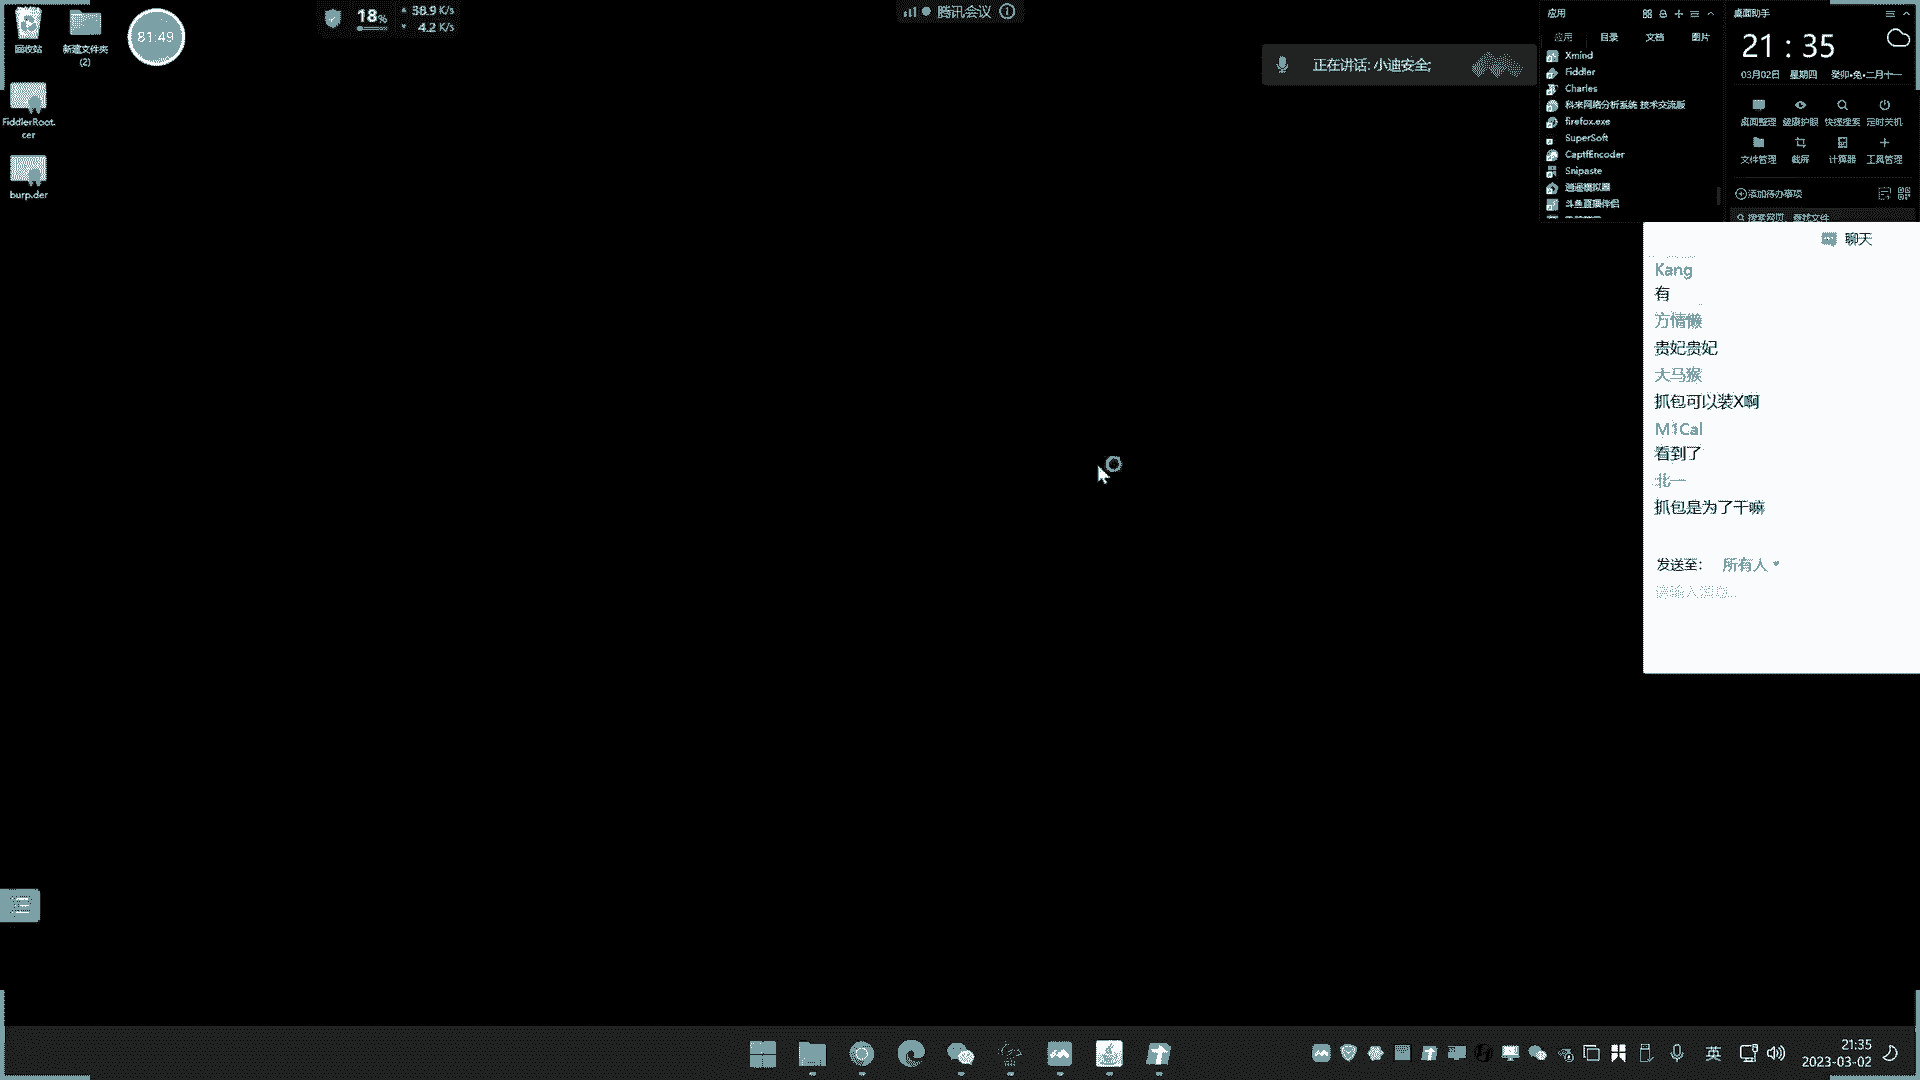 回收站
新建文件夹
(2)
81:49
FiddlerRoot.
cer
burp.der
18%
38.9 K/s
4.2 K/s
腾讯会议
正在讲话: 小迪安全;
应用
应用 目录 文档 图片
Xmind
Fiddler
Charles
科来网络分析系统 技术交流版
firefox.exe
SuperSoft
CaptfEncoder
Snipaste
逍遥模拟器
斗鱼直播伴侣
桌面助手
21 : 35
03月02日 星期四 癸卯•兔•二月十一
桌面整理 健康护眼 快速搜索 定时关机
文件管理 截屏 计算器 工具管理
添加待办事项
搜索网页、查找文件
聊天
Kang
有
方情懒
贵妃贵妃
大马猴
抓包可以装X啊
M1Cal
看到了
北一
抓包是为了干嘛
发送至: 所有人
请输入消息...
英
21:35
2023-03-02